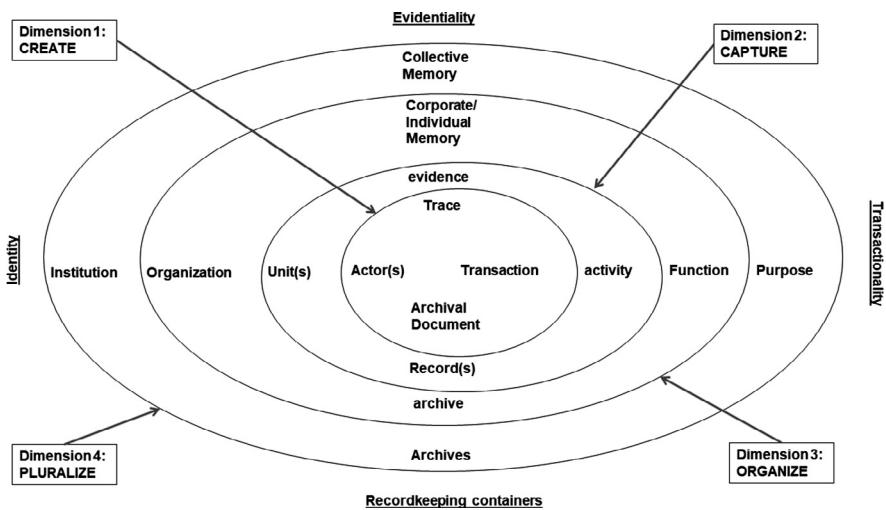 Evidentiality
Dimension 1:
CREATE
Dimension 2:
CAPTURE
Collective
Memory
Corporate/
Individual
Memory
evidence
Trace
Identity
Transactionality
Institution
Organization
Unit(s)
Actor(s)
Transaction
activity
Function
Purpose
Archival
Document
Record(s)
archive
Archives
Dimension 4:
PLURALIZE
Dimension 3:
ORGANIZE
Recordkeeping containers